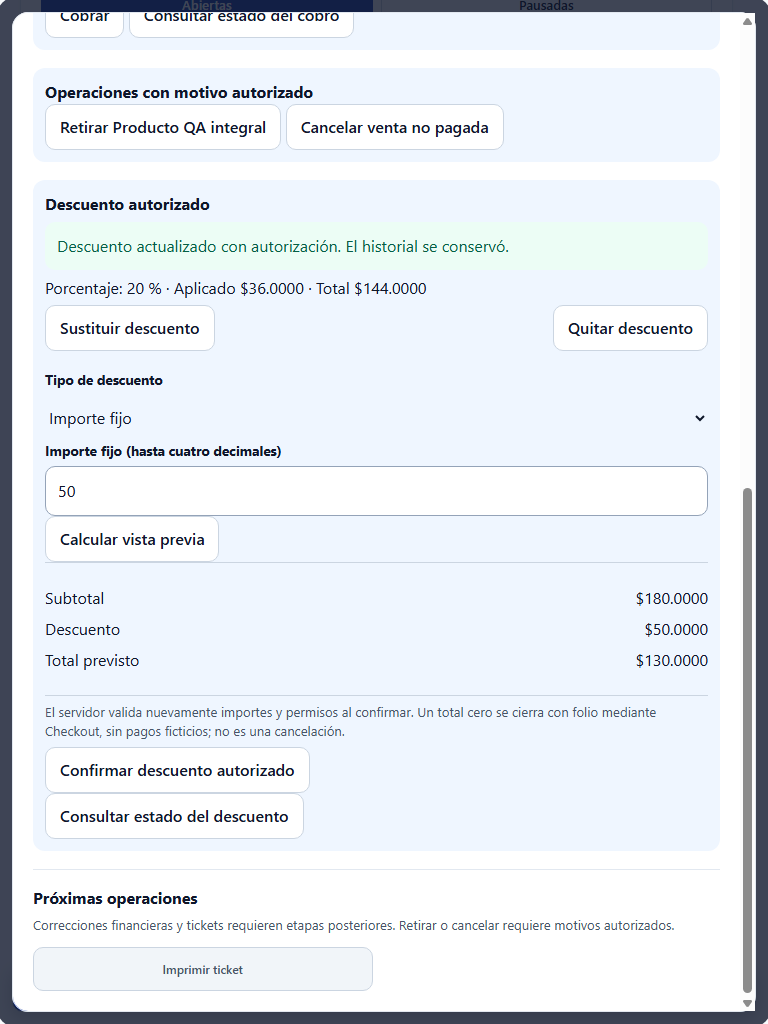 Abiertas Pausadas
Cobrar Consultar estado del cobro
Operaciones con motivo autorizado
Retirar Producto QA integral Cancelar venta no pagada
Descuento autorizado
Descuento actualizado con autorización. El historial se conservó.
Porcentaje: 20 % · Aplicado $36.0000 · Total $144.0000
Sustituir descuento Quitar descuento
Tipo de descuento
Importe fijo
Importe fijo (hasta cuatro decimales)
50
Calcular vista previa
Subtotal $180.0000
Descuento $50.0000
Total previsto $130.0000
El servidor valida nuevamente importes y permisos al confirmar. Un total cero se cierra con folio mediante
Checkout, sin pagos ficticios; no es una cancelación.
Confirmar descuento autorizado
Consultar estado del descuento
Próximas operaciones
Correcciones financieras y tickets requieren etapas posteriores. Retirar o cancelar requiere motivos autorizados.
Imprimir ticket